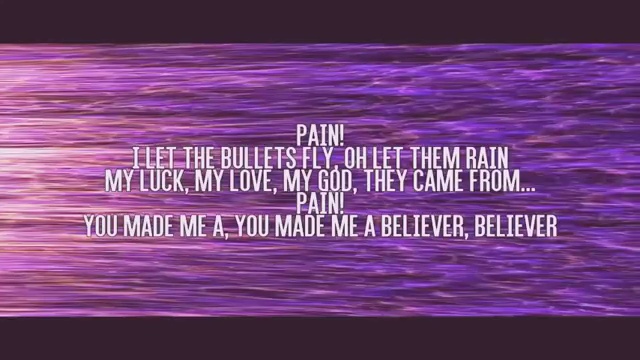 PAIN!
I LET THE BULLETS FLY, OH LET THEM RAIN
MY LUCK, MY LOVE, MY GOD, THEY CAME FROM...
PAIN!
YOU MADE ME A, YOU MADE ME A BELIEVER, BELIEVER